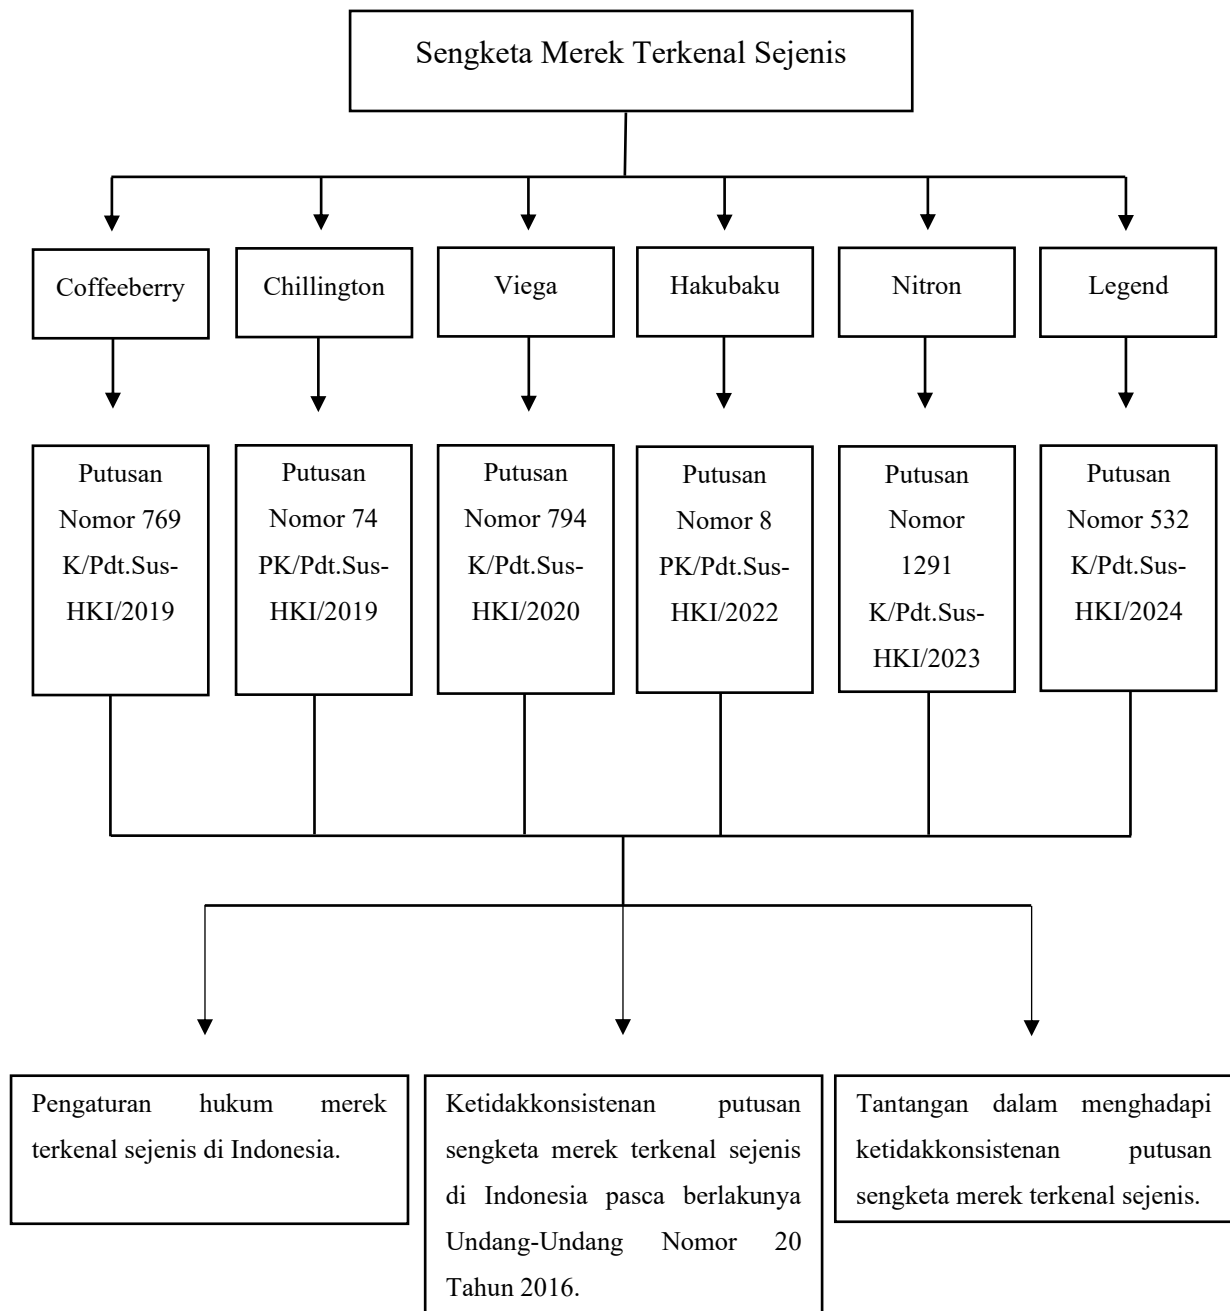 Sengketa Merek Terkenal Sejenis
Coffeeberry
Chillington
Viega
Hakubaku
Nitron
Legend
Putusan
Nomor 769
K/Pdt.Sus-
HKI/2019
Putusan
Nomor 74
PK/Pdt.Sus-
HKI/2019
Putusan
Nomor 794
K/Pdt.Sus-
HKI/2020
Putusan
Nomor 8
PK/Pdt.Sus-
HKI/2022
Putusan
Nomor
1291
K/Pdt.Sus-
HKI/2023
Putusan
Nomor 532
K/Pdt.Sus-
HKI/2024
Pengaturan hukum merek
terkenal sejenis di Indonesia.
Ketidakkonsistenan putusan
sengketa merek terkenal sejenis
di Indonesia pasca berlakunya
Undang-Undang Nomor 20
Tahun 2016.
Tantangan dalam menghadapi
ketidakkonsistenan putusan
sengketa merek terkenal sejenis.